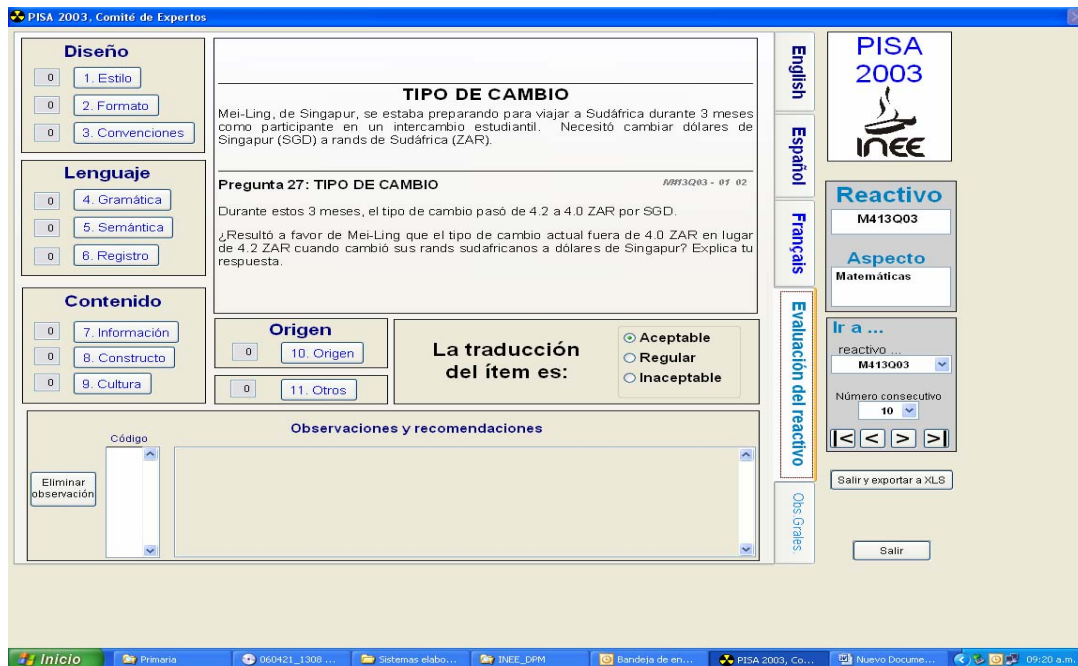 PISA 2003, Comité de Expertos
Diseño
0 1. Estilo
0 2. Formato
0 3. Convenciones
Lenguaje
0 4. Gramática
0 5. Semántica
0 6. Registro
Contenido
0 7. Información
0 8. Constructo
0 9. Cultura
TIPO DE CAMBIO
Mei-Ling, de Singapur, se estaba preparando para viajar a Sudáfrica durante 3 meses
como participante en un intercambio estudiantil. Necesitó cambiar dólares de
Singapur (SGD) a rands de Sudáfrica (ZAR).
Pregunta 27: TIPO DE CAMBIO
M413Q03 - 01 02
Durante estos 3 meses, el tipo de cambio pasó de 4.2 a 4.0 ZAR por SGD.
¿Resultó a favor de Mei-Ling que el tipo de cambio actual fuera de 4.0 ZAR en lugar
de 4.2 ZAR cuando cambió sus rands sudafricanos a dólares de Singapur? Explica tu
respuesta.
Origen
0 10. Origen
0 11. Otros
La traducción
del ítem es:
Aceptable
Regular
Inaceptable
Observaciones y recomendaciones
Código
Eliminar
observación
English
Español
Français
Evaluación del reactivo
Obs.Grales.
PISA
2003
INEE
Reactivo
M413Q03
Aspecto
Matemáticas
Ir a ...
reactivo ...
M413Q03
Número consecutivo
10
|< < > >|
Salir y exportar a XLS
Salir
Inicio
Primaria
060421_1308 ...
Sistemas elabo...
INEE_DPM
Bandeja de en...
PISA 2003, Co...
Nuevo Docume...
09:20 a.m.